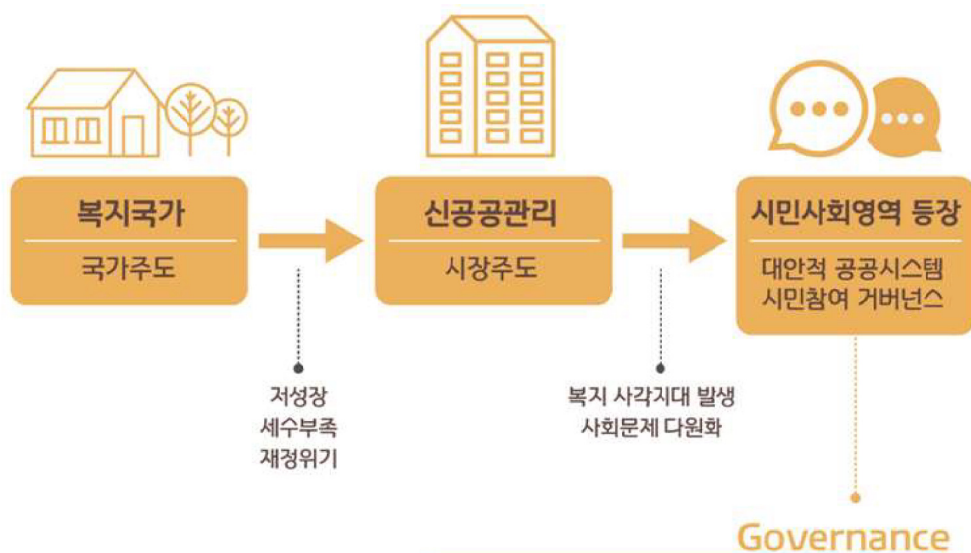 복지국가
국가주도
신공공관리
시장주도
시민사회영역 등장
대안적 공공시스템
시민참여 거버넌스
저성장
세수부족
재정위기
복지 사각지대 발생
사회문제 다원화
Governance